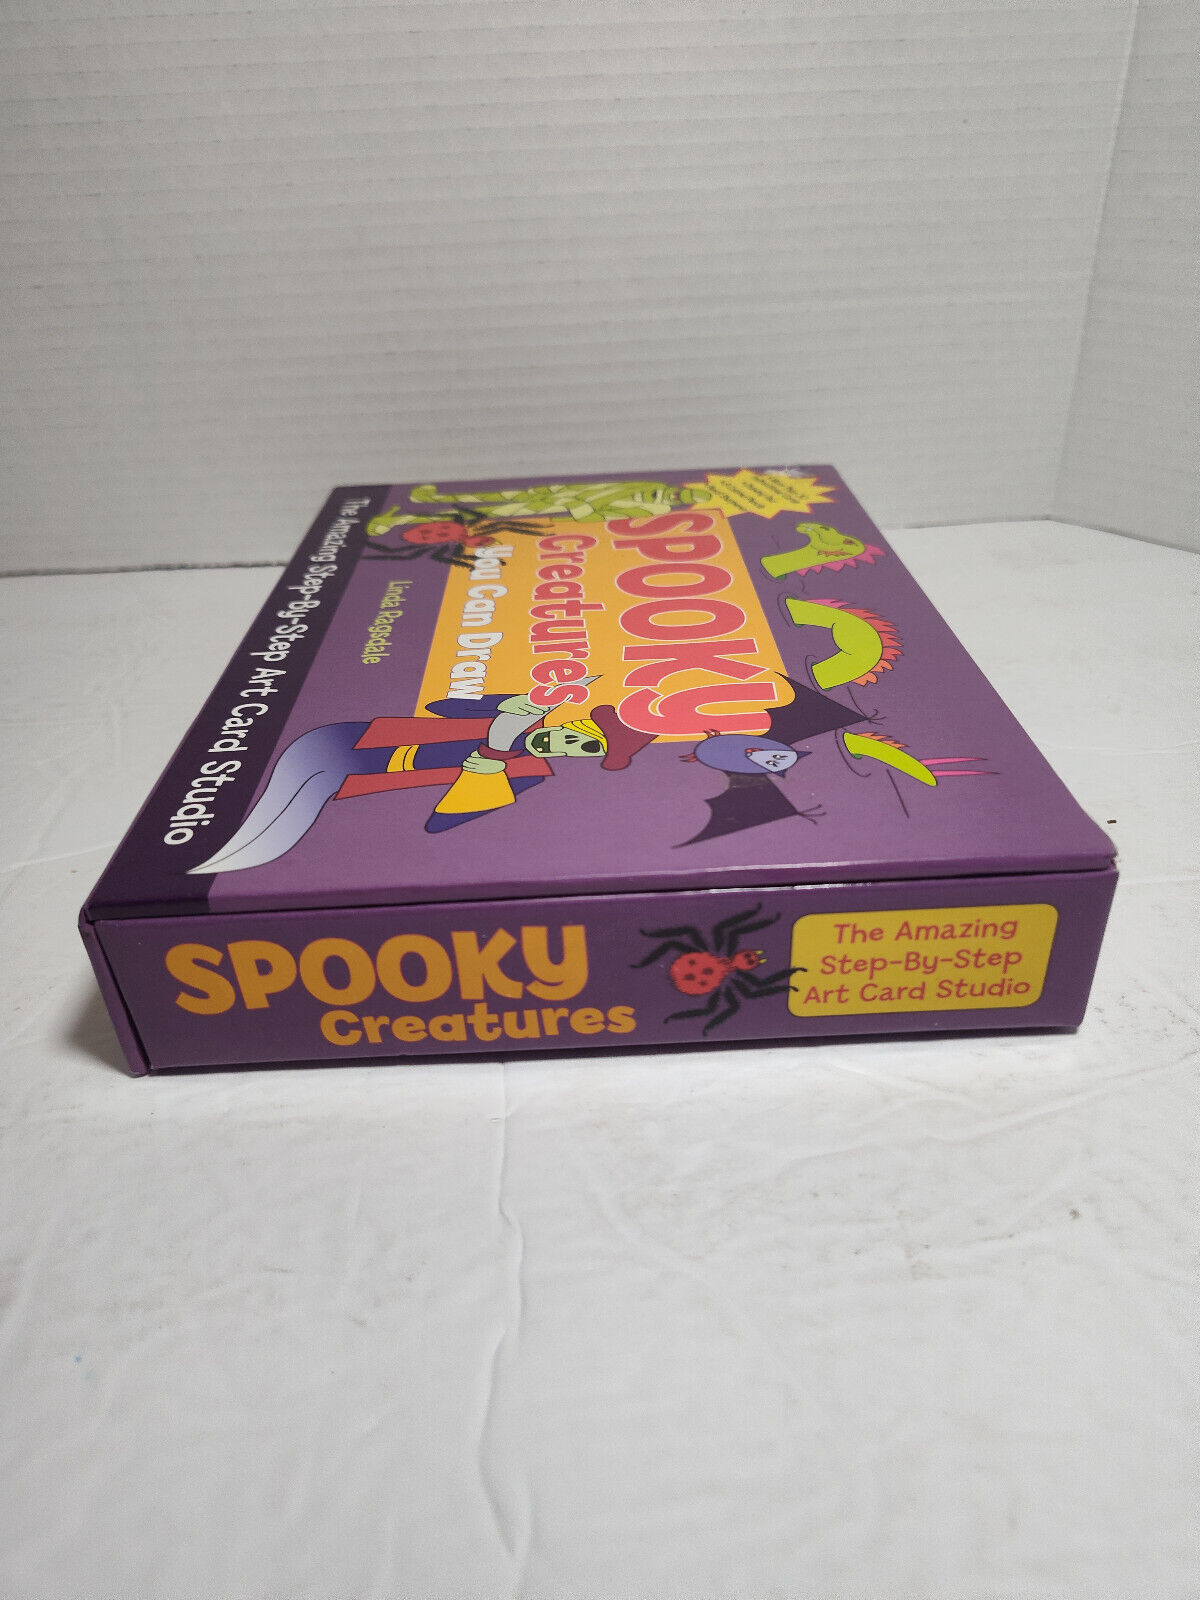 SPOOKY
Creatures
You Can Draw
Linda Ragsdale
The Amazing Step-By-Step Art Card Studio
SPOOKY
Creatures
The Amazing
Step-By-Step
Art Card Studio